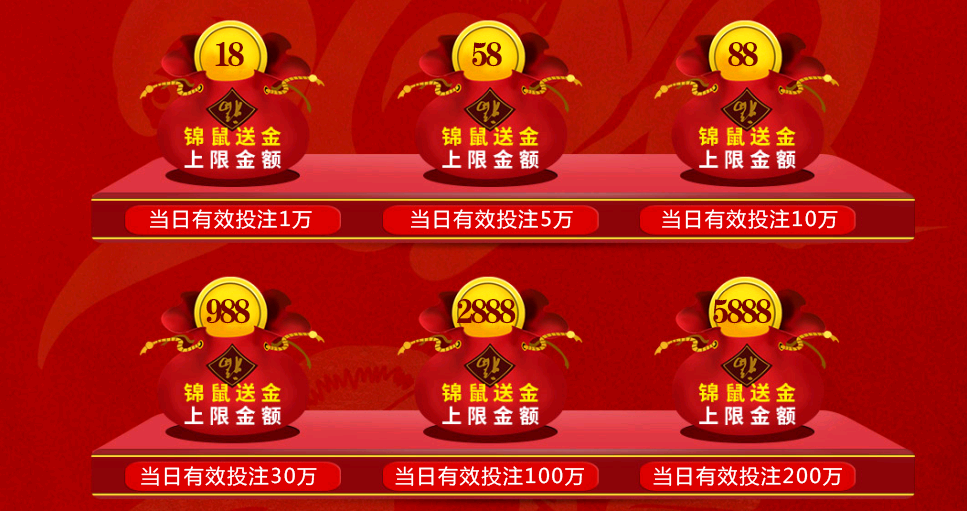 18
58
88
锦鼠送金
上限金额
锦鼠送金
上限金额
锦鼠送金
上限金额
当日有效投注1万
当日有效投注5万
当日有效投注10万
988
2888
5888
锦鼠送金
上限金额
锦鼠送金
上限金额
锦鼠送金
上限金额
当日有效投注30万
当日有效投注100万
当日有效投注200万